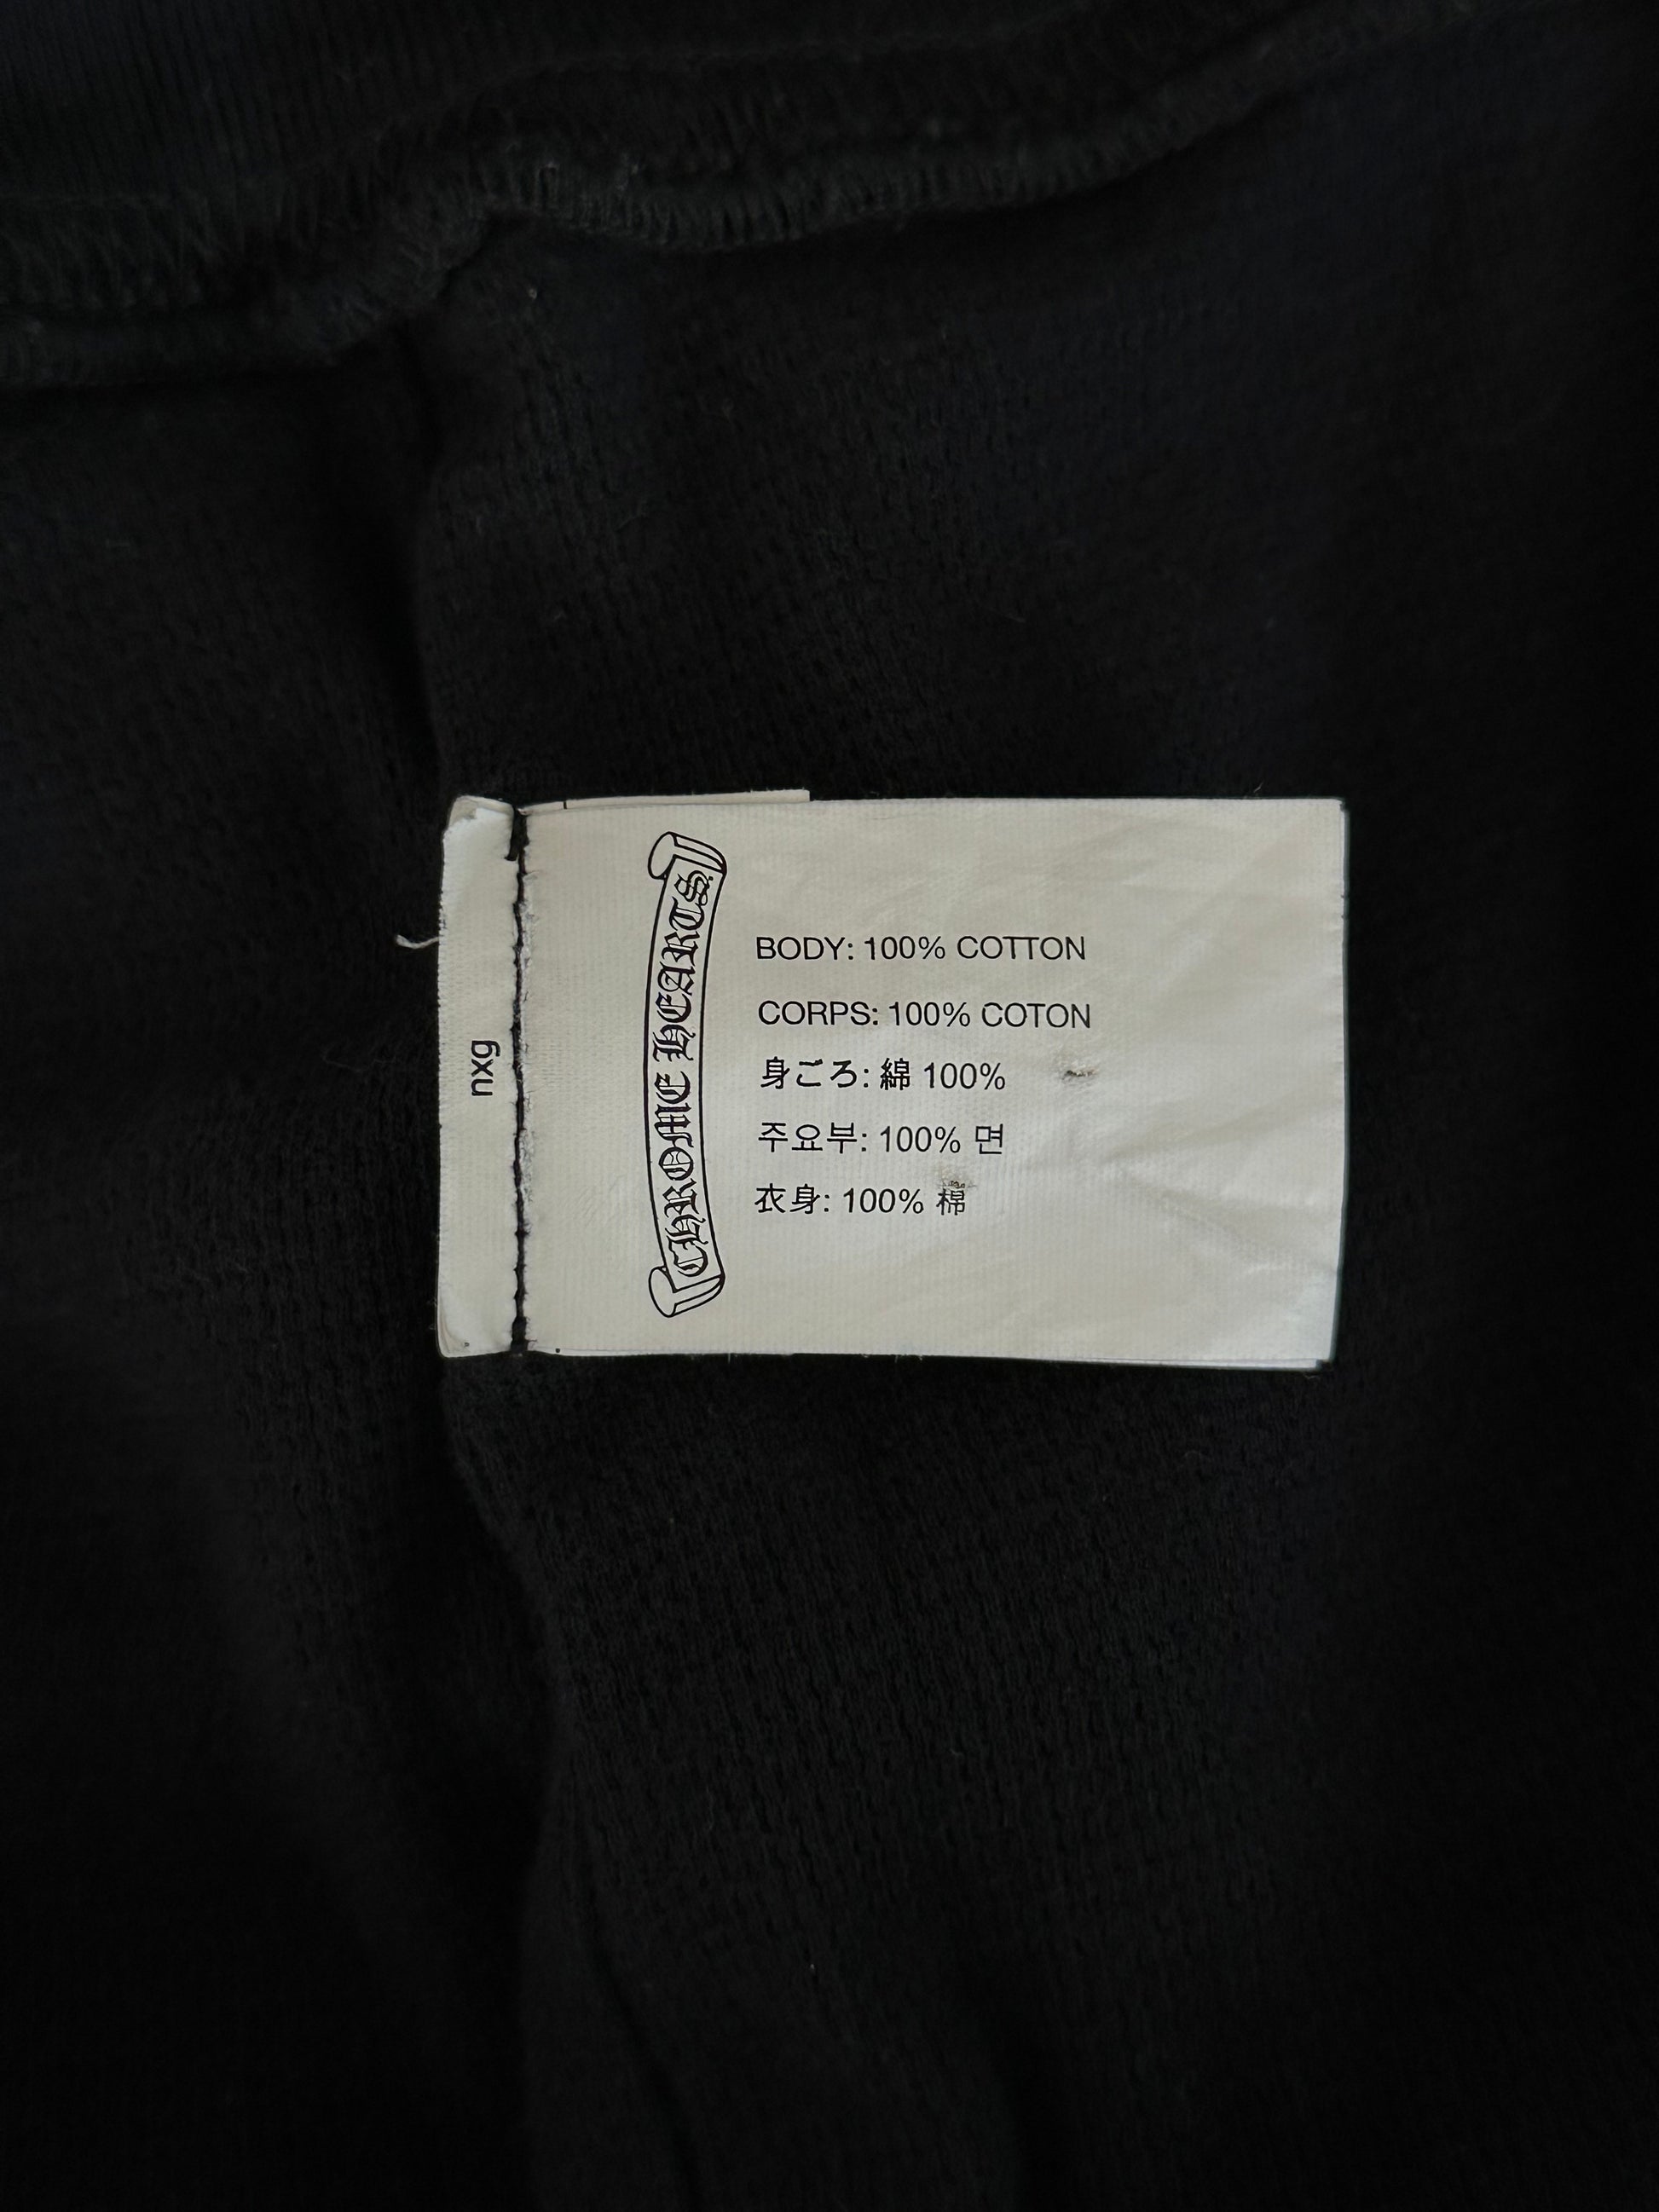 nxg
CHROME HEARTS
BODY: 100% COTTON
CORPS: 100% COTON
身ごろ: 綿 100%
주요부: 100% 면
衣身: 100% 棉